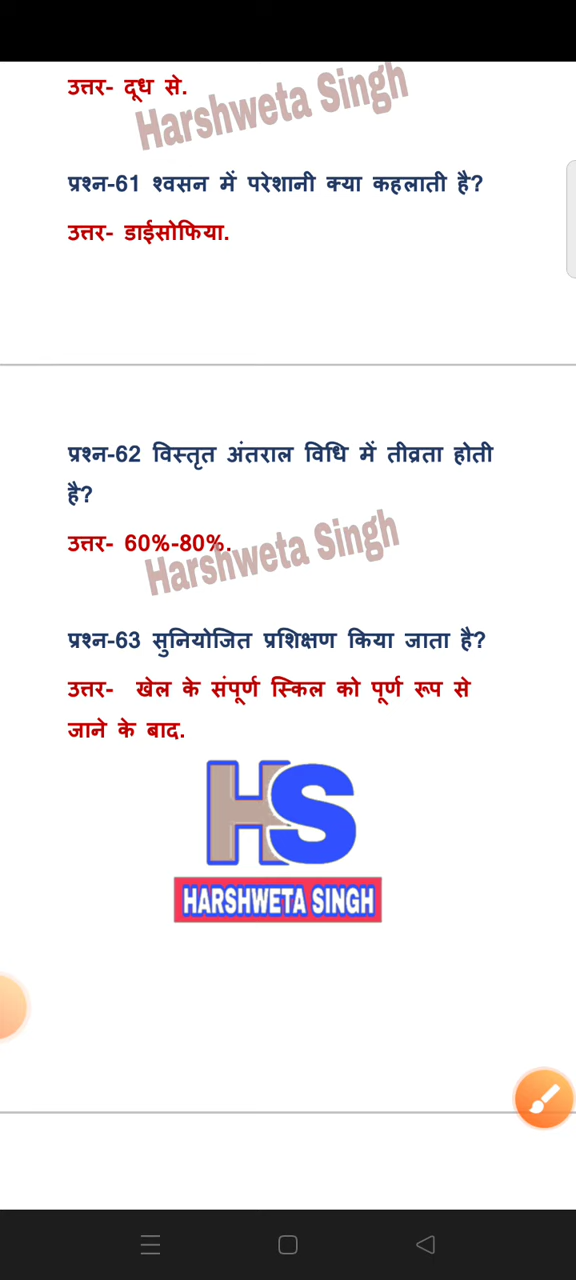 उत्तर- दूध से.
Harshweta Singh
प्रश्न-61 श्वसन में परेशानी क्या कहलाती है?
उत्तर- डाईसोफिया.
प्रश्न-62 विस्तृत अंतराल विधि में तीव्रता होती
है?
उत्तर- 60%-80%.
Harshweta Singh
प्रश्न-63 सुनियोजित प्रशिक्षण किया जाता है?
उत्तर- खेल के संपूर्ण स्किल को पूर्ण रूप से
जाने के बाद.
HS
HARSHWETA SINGH